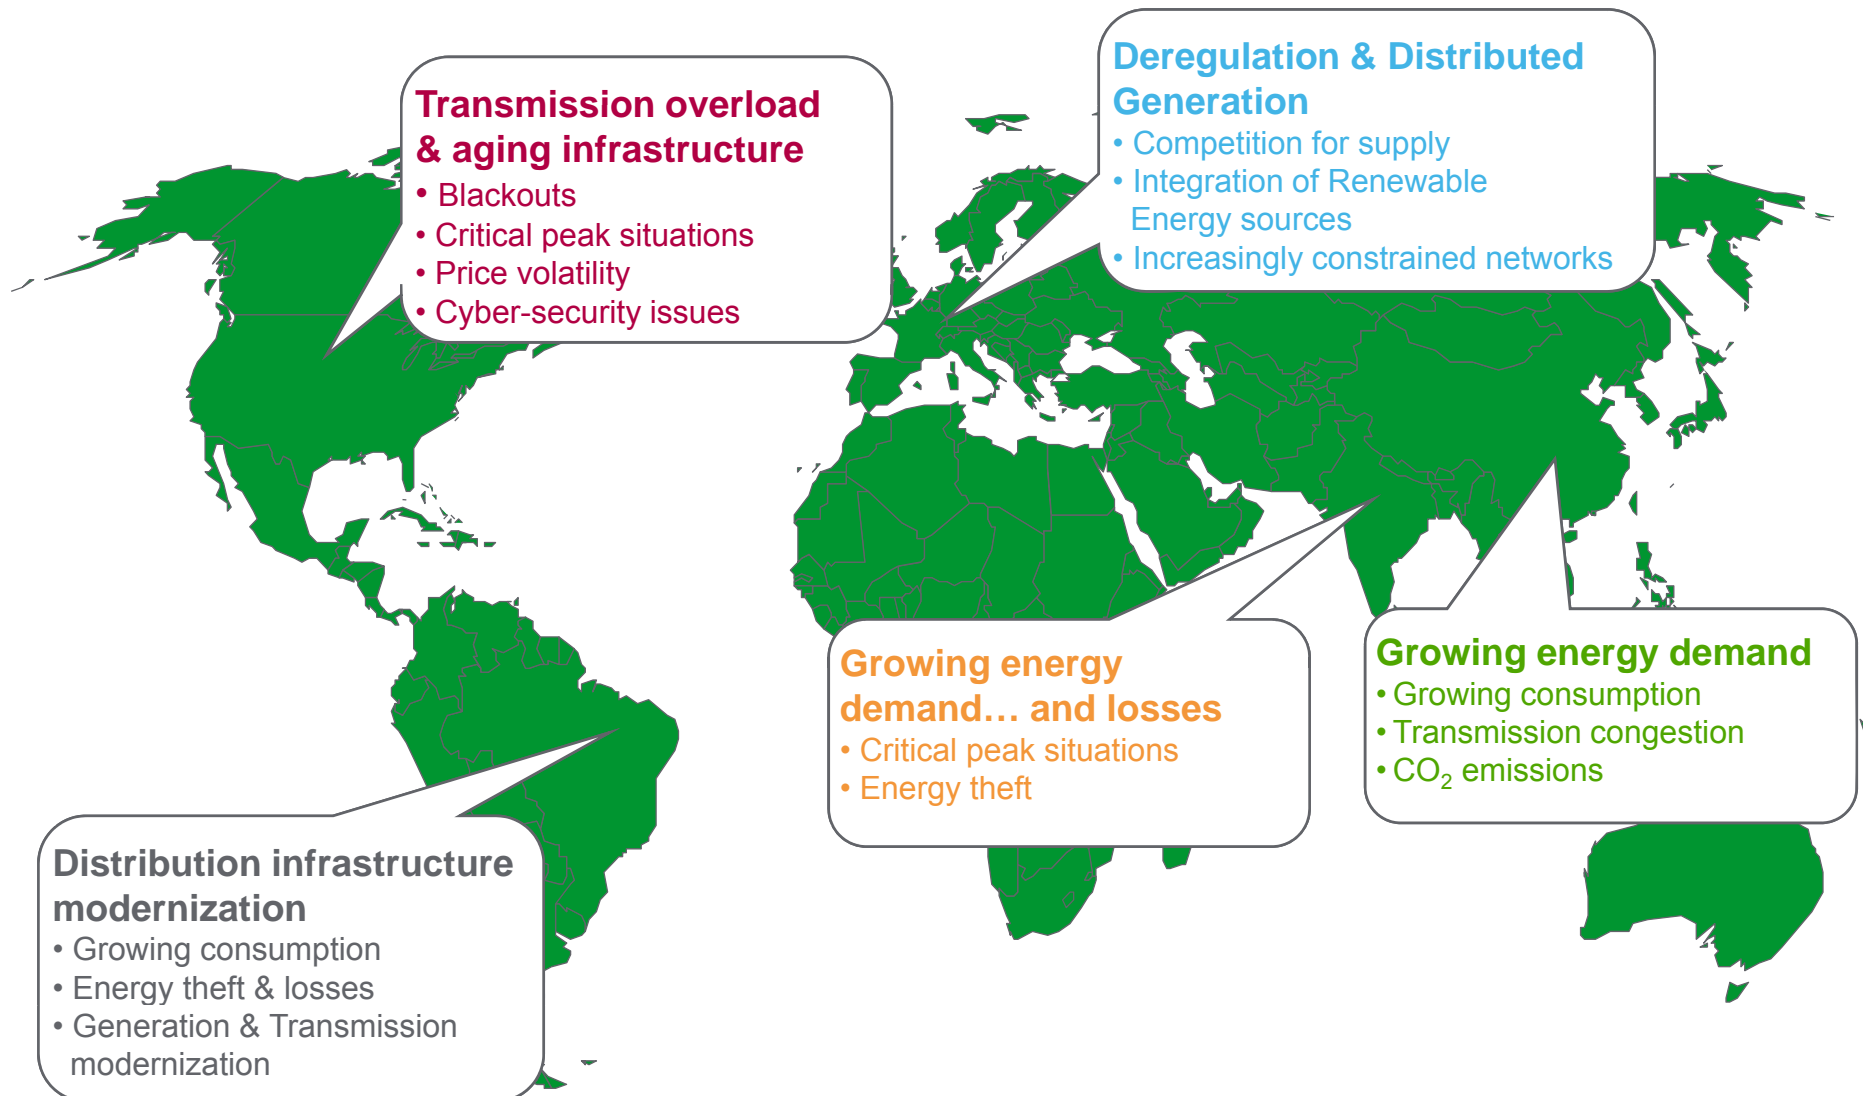 Transmission overload
& aging infrastructure
• Blackouts
• Critical peak situations
• Price volatility
• Cyber-security issues
Deregulation & Distributed
Generation
• Competition for supply
• Integration of Renewable
Energy sources
• Increasingly constrained networks
Growing energy
demand… and losses
• Critical peak situations
• Energy theft
Growing energy demand
• Growing consumption
• Transmission congestion
• CO₂ emissions
Distribution infrastructure
modernization
• Growing consumption
• Energy theft & losses
• Generation & Transmission
modernization